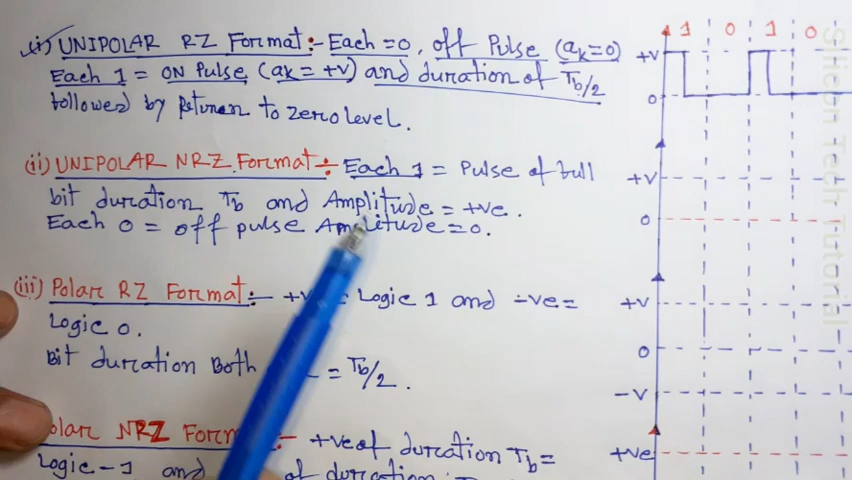 (i) UNIPOLAR RZ Format:- Each = 0, off Pulse (ak=0)
Each 1 = ON Pulse (ak = +V) and duration of Tb/2
followed by Return to zero level.
(ii) UNIPOLAR NRZ Format:- Each 1 = Pulse of full
bit duration Tb and Amplitude = +ve.
Each 0 = off pulse Amplitude = 0.
(iii) Polar RZ Format:- = Logic 1 and -ve =
Logic 0.
Bit duration Both = Tb/2.
Polar NRZ :- +ve of duration Tb =
Logic-1 and of duration
1 0 1 0
+V
0
+V
0
+V
0
-V
+ve
Silicon Tech Tutorial